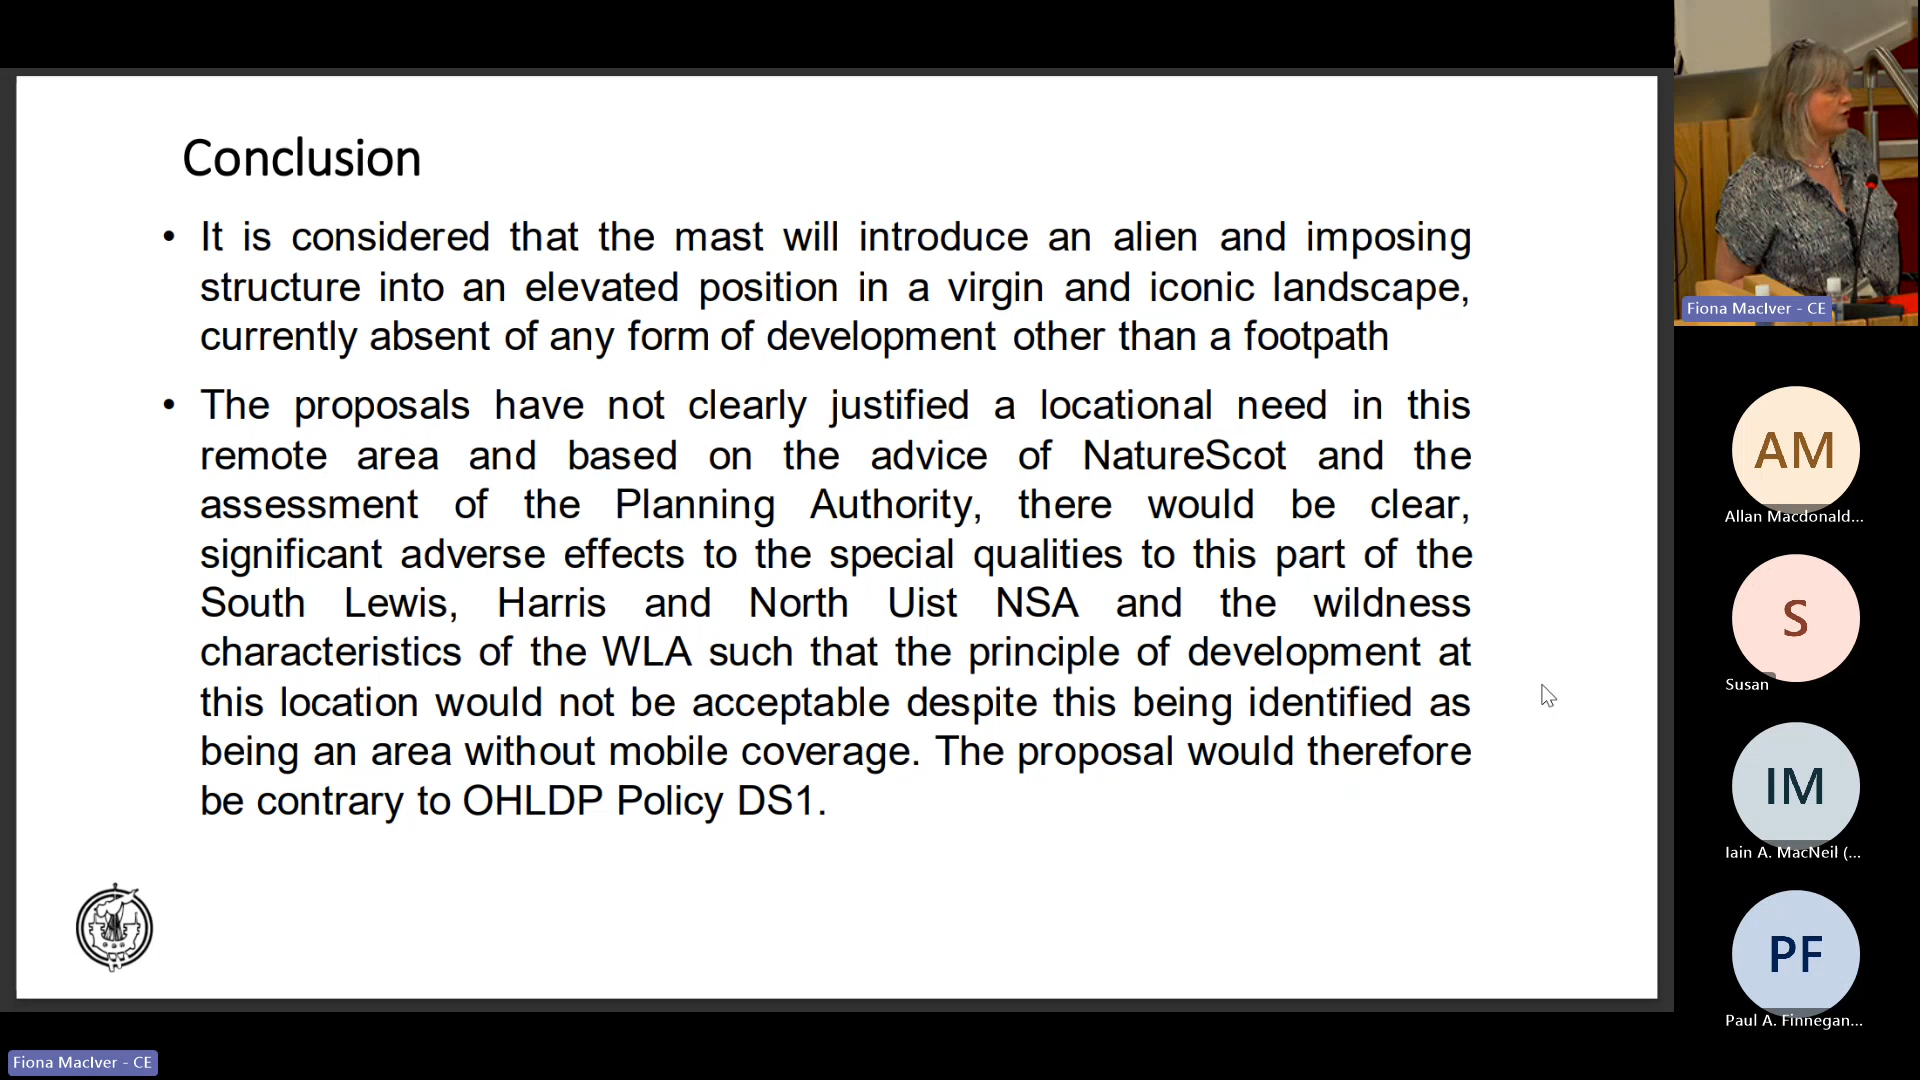 Conclusion
• It is considered that the mast will introduce an alien and imposing
structure into an elevated position in a virgin and iconic landscape,
currently absent of any form of development other than a footpath
• The proposals have not clearly justified a locational need in this
remote area and based on the advice of NatureScot and the
assessment of the Planning Authority, there would be clear,
significant adverse effects to the special qualities to this part of the
South Lewis, Harris and North Uist NSA and the wildness
characteristics of the WLA such that the principle of development at
this location would not be acceptable despite this being identified as
being an area without mobile coverage. The proposal would therefore
be contrary to OHLDP Policy DS1.
Fiona MacIver - CE
AM
Allan Macdonald...
S
Susan
IM
Iain A. MacNeil (...
PF
Paul A. Finnegan...
Fiona MacIver - CE